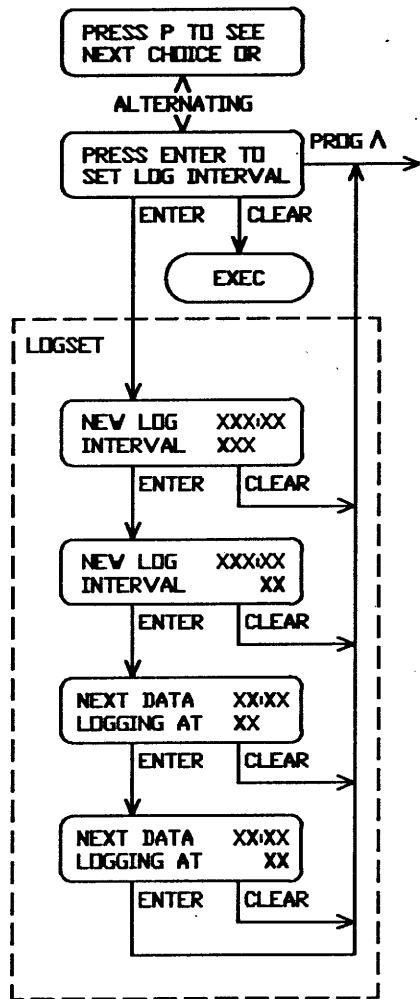 PRESS P TO SEE
NEXT CHOICE OR
ALTERNATING
PRESS ENTER TO
SET LOG INTERVAL
PROG Λ
ENTER CLEAR
EXEC
LOGSET
NEW LOG XXX:XX
INTERVAL XXX
ENTER CLEAR
NEW LOG XXX:XX
INTERVAL XX
ENTER CLEAR
NEXT DATA XX:XX
LOGGING AT XX
ENTER CLEAR
NEXT DATA XX:XX
LOGGING AT XX
ENTER CLEAR